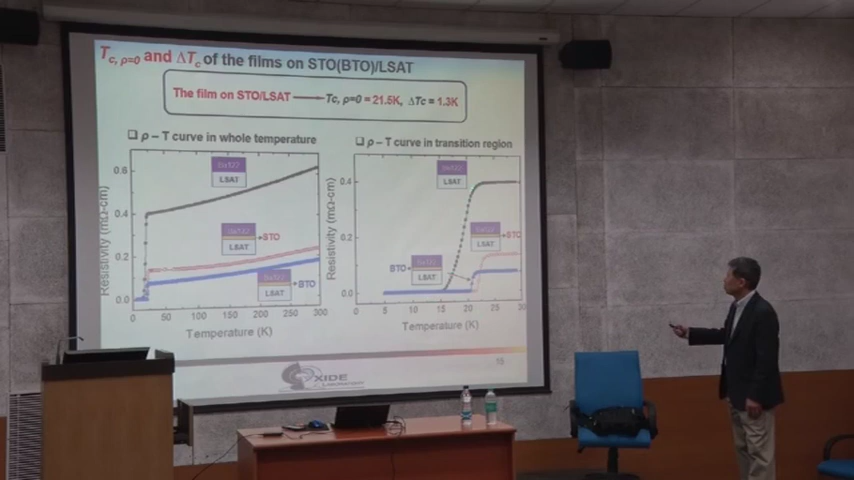 Tc, ρ=0 and ΔTc of the films on STO(BTO)/LSAT
The film on STO/LSAT Tc, ρ=0 = 21.5K, ΔTc = 1.3K
❑ ρ – T curve in whole temperature
❑ ρ – T curve in transition region
Resistivity (mΩ-cm)
0.6
0.4
0.2
0.0
0 50 100 150 200 250 300
Temperature (K)
LSAT
LSAT
STO
LSAT
BTO
Resistivity (mΩ-cm)
0.4
0.2
0.0
0 5 10 15 20 25 30
Temperature (K)
LSAT
LSAT
STO
BTO
LSAT
OXIDE
LABORATORY